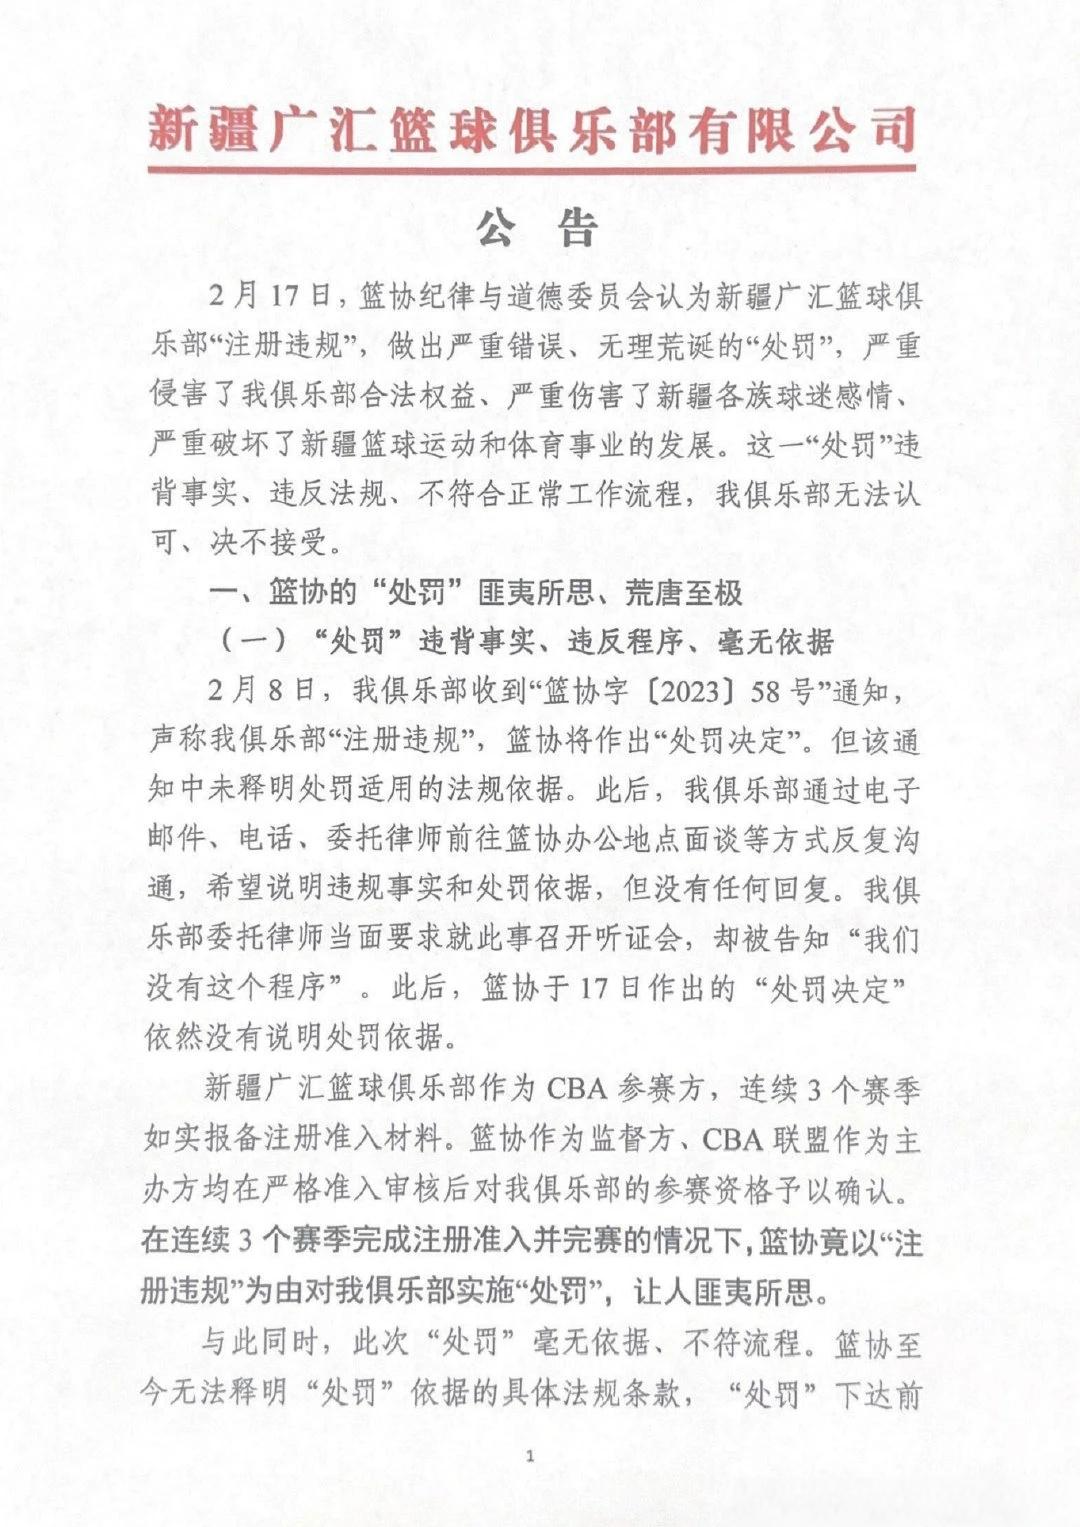 新疆广汇篮球俱乐部有限公司
公 告
2 月 17 日，篮协纪律与道德委员会认为新疆广汇篮球俱
乐部“注册违规”，做出严重错误、无理荒诞的“处罚”，严重
侵害了我俱乐部合法权益、严重伤害了新疆各族球迷感情、
严重破坏了新疆篮球运动和体育事业的发展。这一“处罚”违
背事实、违反法规、不符合正常工作流程，我俱乐部无法认
可、决不接受。
一、篮协的“处罚”匪夷所思、荒唐至极
（一）“处罚”违背事实、违反程序、毫无依据
2 月 8 日，我俱乐部收到“篮协字〔2023〕58 号”通知，
声称我俱乐部“注册违规”，篮协将作出“处罚决定”。但该通
知中未释明处罚适用的法规依据。此后，我俱乐部通过电子
邮件、电话、委托律师前往篮协办公地点面谈等方式反复沟
通，希望说明违规事实和处罚依据，但没有任何回复。我俱
乐部委托律师当面要求就此事召开听证会，却被告知“我们
没有这个程序”。此后，篮协于 17 日作出的“处罚决定”
依然没有说明处罚依据。
新疆广汇篮球俱乐部作为 CBA 参赛方，连续 3 个赛季
如实报备注册准入材料。篮协作为监督方、CBA 联盟作为主
办方均在严格准入审核后对我俱乐部的参赛资格予以确认。
在连续 3 个赛季完成注册准入并完赛的情况下，篮协竟以“注
册违规”为由对我俱乐部实施“处罚”，让人匪夷所思。
与此同时，此次“处罚”毫无依据、不符流程。篮协至
今无法释明“处罚”依据的具体法规条款，“处罚”下达前
1